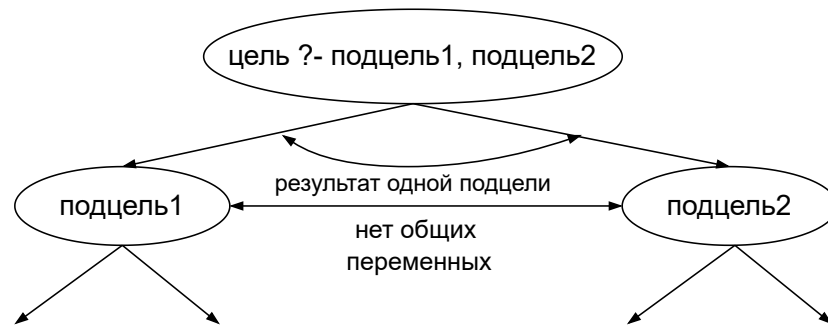 цель ?- подцель1, подцель2
результат одной подцели
подцель1
подцель2
нет общих
переменных